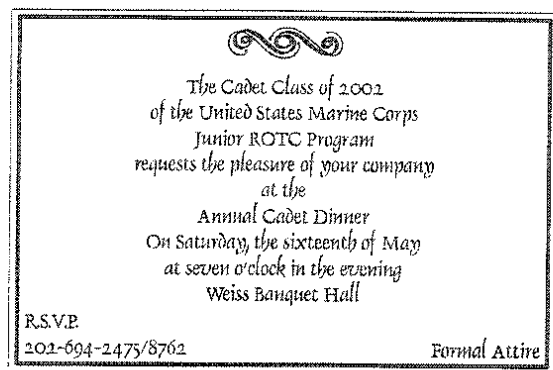 The Cadet Class of 2002
of the United States Marine Corps
Junior ROTC Program
requests the pleasure of your company
at the
Annual Cadet Dinner
On Saturday, the sixteenth of May
at seven o'clock in the evening
Weiss Banquet Hall
R.S.V.P.
202-694-2475/8762
Formal Attire